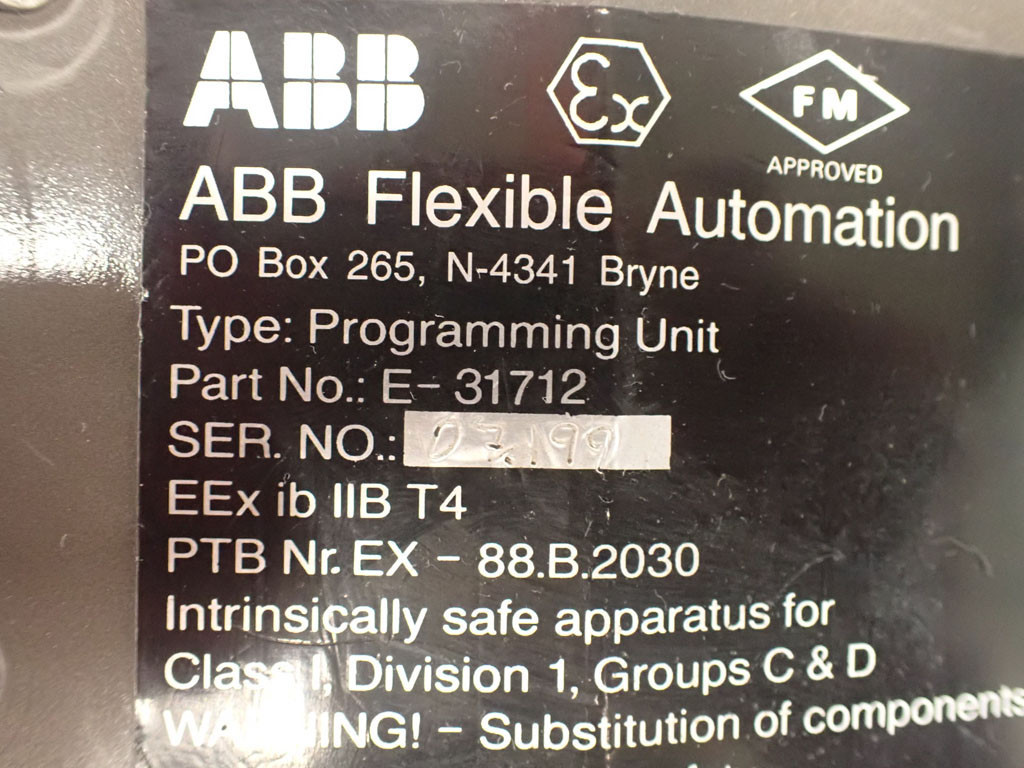 ABB Ex FM
APPROVED
ABB Flexible Automation
PO Box 265, N-4341 Bryne
Type: Programming Unit
Part No.: E- 31712
SER. NO.:
EEx ib IIB T4
PTB Nr. EX - 88.B.2030
Intrinsically safe apparatus for
Class I, Division 1, Groups C & D
WARNING! - Substitution of components